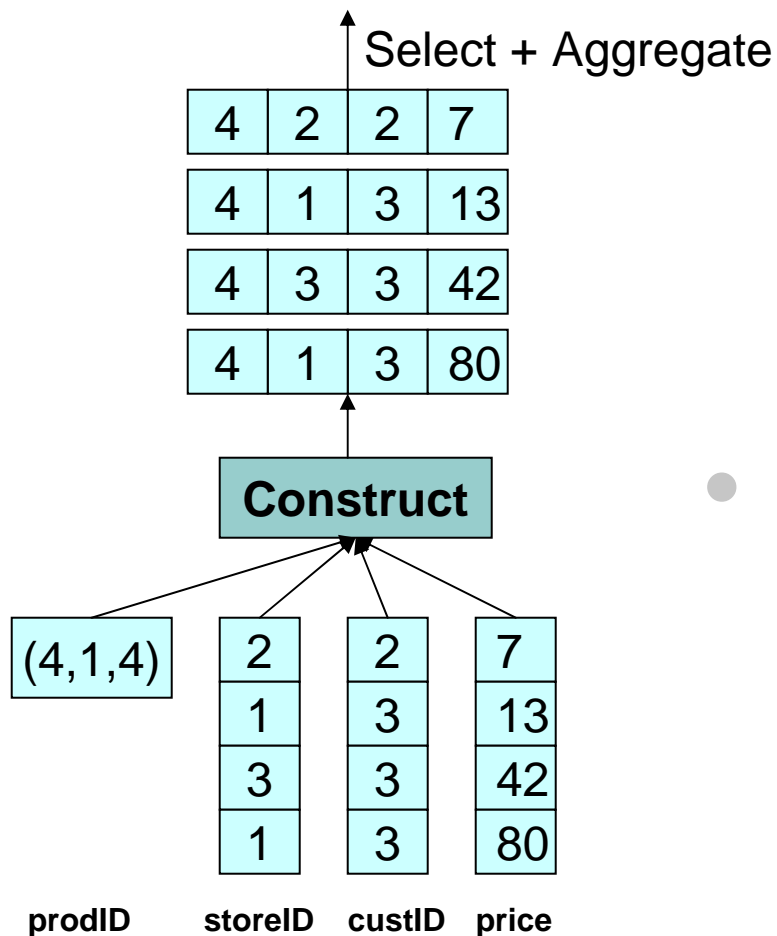 Select + Aggregate
4 2 2 7
4 1 3 13
4 3 3 42
4 1 3 80
Construct
(4,1,4) 2 2 7
1 3 13
3 3 42
1 3 80
prodID storeID custID price